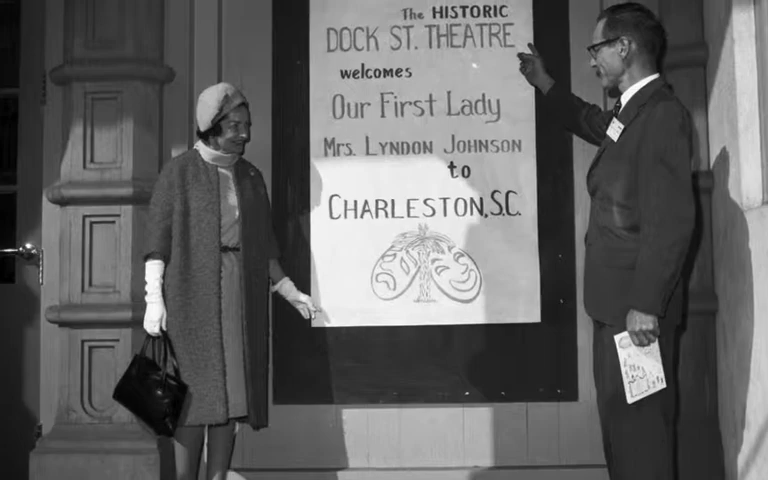 The HISTORIC
DOCK ST. THEATRE
welcomes
Our First Lady
MRS. LYNDON JOHNSON
to
CHARLESTON, S.C.